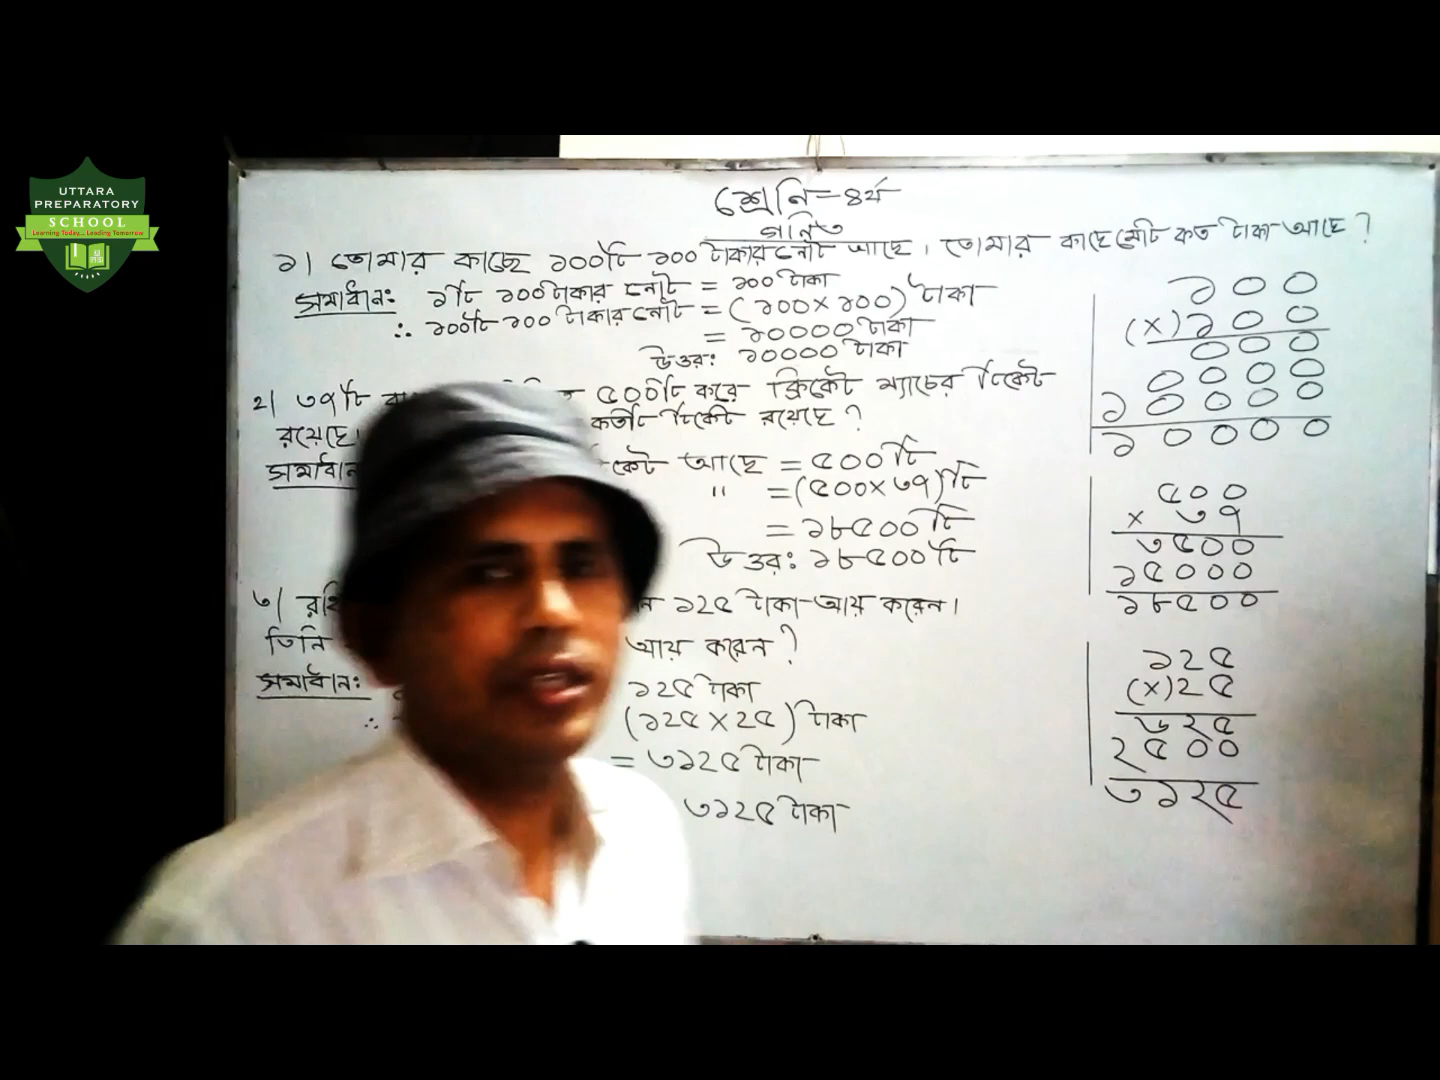 UTTARA
PREPARATORY
SCHOOL
Learning Today... Leading Tomorrow
শ্রেনি-৪র্থ
গনিত
১। তোমার কাছে ১০০টি ১০০ টাকার নোট আছে। তোমার কাছে মোট কত টাকা আছে?
সমাধান: ১টি ১০০ টাকার নোট = ১০০ টাকা
∴ ১০০টি ১০০ টাকার নোট = (১০০×১০০) টাকা
= ১০০০০ টাকা
উত্তর: ১০০০০ টাকা
১০০
(×)১০০
০০০
০০০০
১০০০০
১০০০০
২। ৩৭টি ৫০০টি করে ক্রিকেট ম্যাচের টিকেট
রয়েছে। কতটি টিকেট রয়েছে?
সমাধান আছে = ৫০০টি
" =(৫০০×৩৭)টি
= ১৮৫০০টি
উত্তর: ১৮৫০০টি
৫০০
× ৩৭
৩৫০০
১৫০০০
১৮৫০০
৩। ১২৫ টাকা আয় করেন।
তিনি আয় করেন?
সমাধান: ১২৫ টাকা
∴ (১২৫×২৫) টাকা
= ৩১২৫ টাকা
৩১২৫ টাকা
১২৫
(×)২৫
৬২৫
২৫০০
৩১২৫